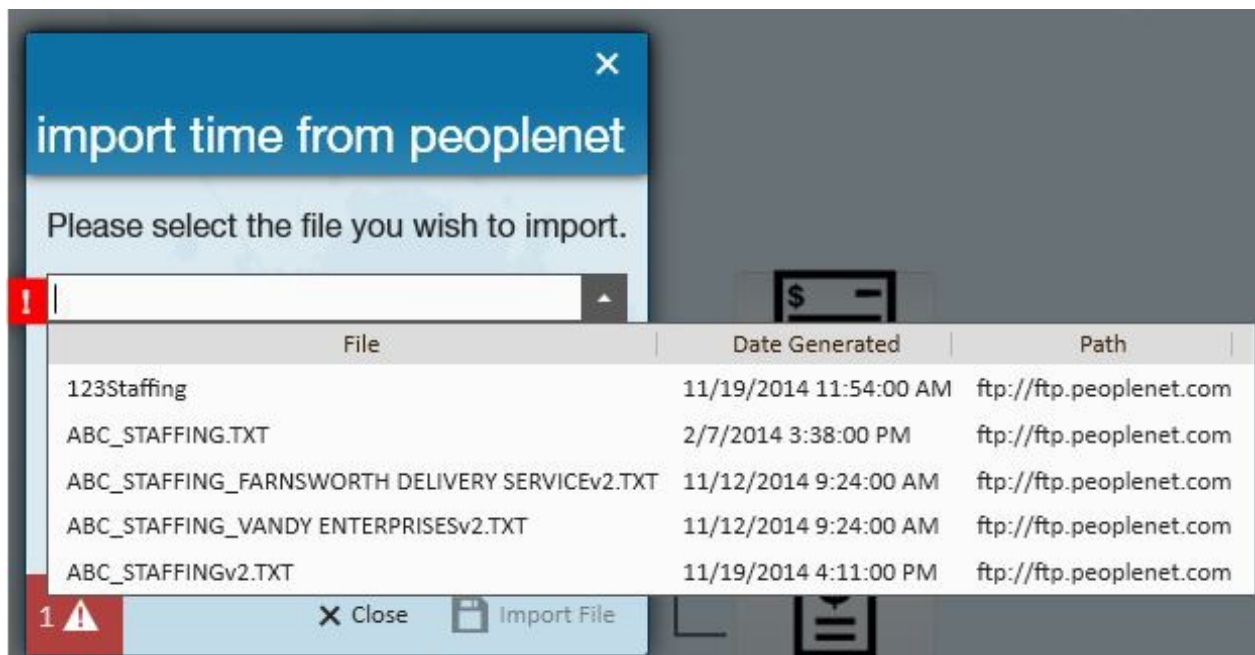 import time from peoplenet
Please select the file you wish to import.
!
$
File Date Generated Path
123Staffing 11/19/2014 11:54:00 AM ftp://ftp.peoplenet.com
ABC_STAFFING.TXT 2/7/2014 3:38:00 PM ftp://ftp.peoplenet.com
ABC_STAFFING_FARNSWORTH DELIVERY SERVICEv2.TXT 11/12/2014 9:24:00 AM ftp://ftp.peoplenet.com
ABC_STAFFING_VANDY ENTERPRISESv2.TXT 11/12/2014 9:24:00 AM ftp://ftp.peoplenet.com
ABC_STAFFINGv2.TXT 11/19/2014 4:11:00 PM ftp://ftp.peoplenet.com
1 Close Import File